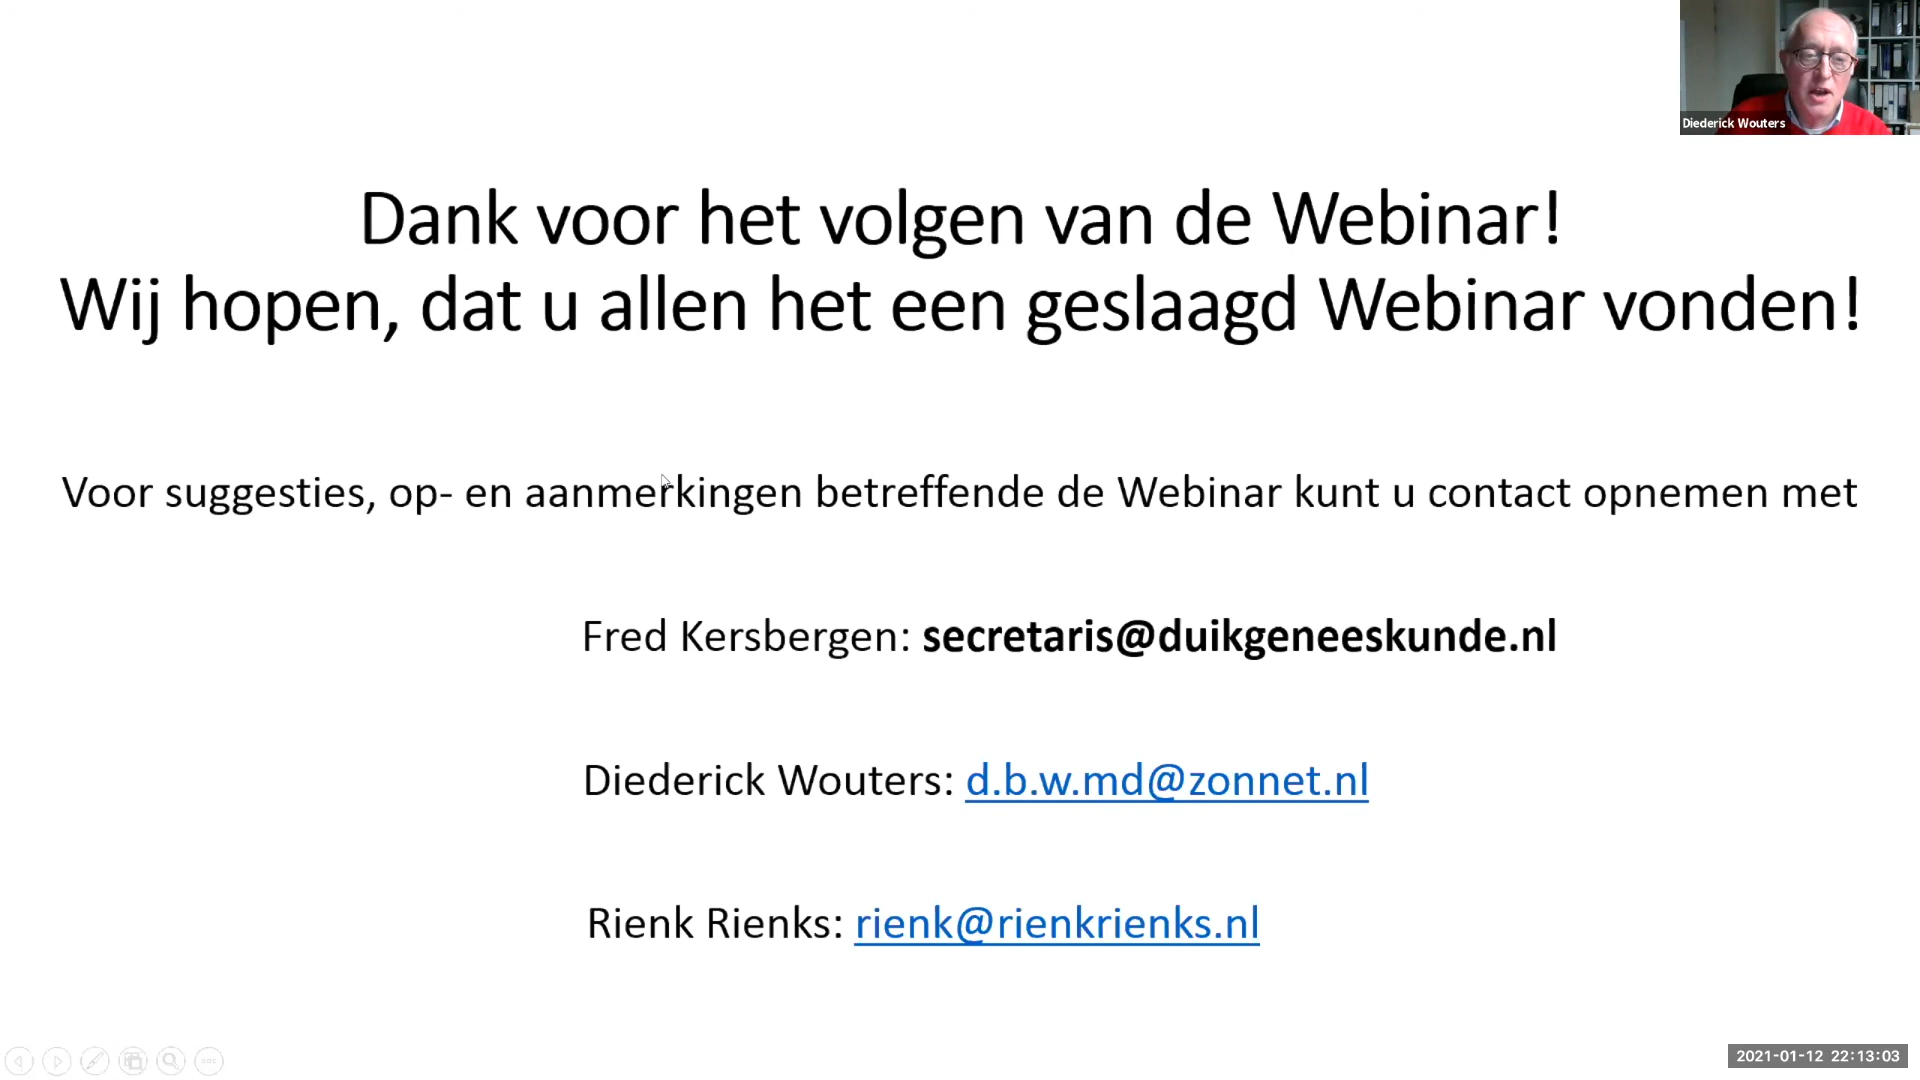 Diederick Wouters
Dank voor het volgen van de Webinar!
Wij hopen, dat u allen het een geslaagd Webinar vonden!
Voor suggesties, op- en aanmerkingen betreffende de Webinar kunt u contact opnemen met
Fred Kersbergen: secretaris@duikgeneeskunde.nl
Diederick Wouters: d.b.w.md@zonnet.nl
Rienk Rienks: rienk@rienkrienks.nl
2021-01-12 22:13:03